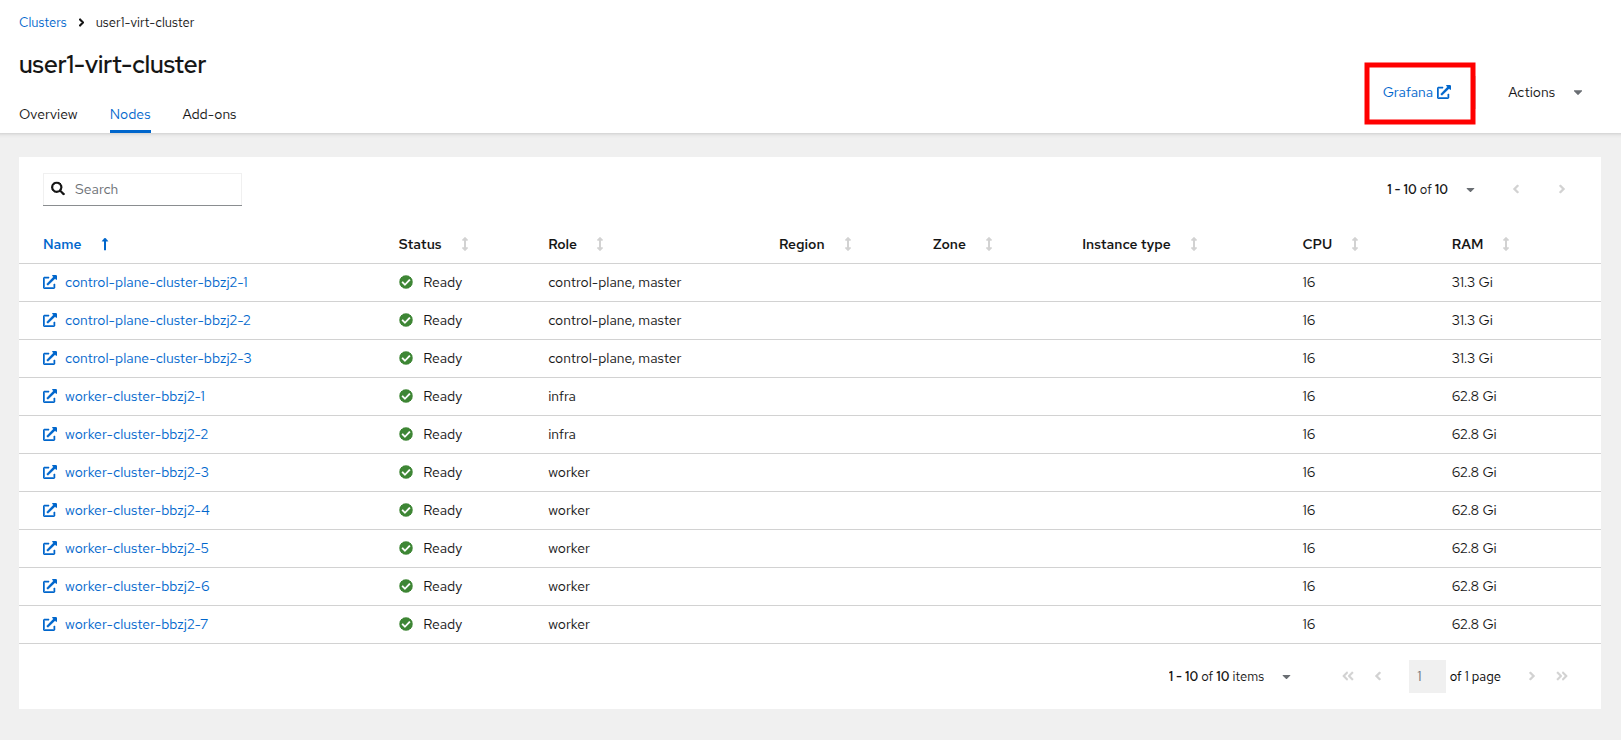 Clusters > user1-virt-cluster
user1-virt-cluster
Grafana
Actions
Overview Nodes Add-ons
Search
1 - 10 of 10
Name Status Role Region Zone Instance type CPU RAM
control-plane-cluster-bbzj2-1 Ready control-plane, master 16 31.3 Gi
control-plane-cluster-bbzj2-2 Ready control-plane, master 16 31.3 Gi
control-plane-cluster-bbzj2-3 Ready control-plane, master 16 31.3 Gi
worker-cluster-bbzj2-1 Ready infra 16 62.8 Gi
worker-cluster-bbzj2-2 Ready infra 16 62.8 Gi
worker-cluster-bbzj2-3 Ready worker 16 62.8 Gi
worker-cluster-bbzj2-4 Ready worker 16 62.8 Gi
worker-cluster-bbzj2-5 Ready worker 16 62.8 Gi
worker-cluster-bbzj2-6 Ready worker 16 62.8 Gi
worker-cluster-bbzj2-7 Ready worker 16 62.8 Gi
1 - 10 of 10 items 1 of 1 page